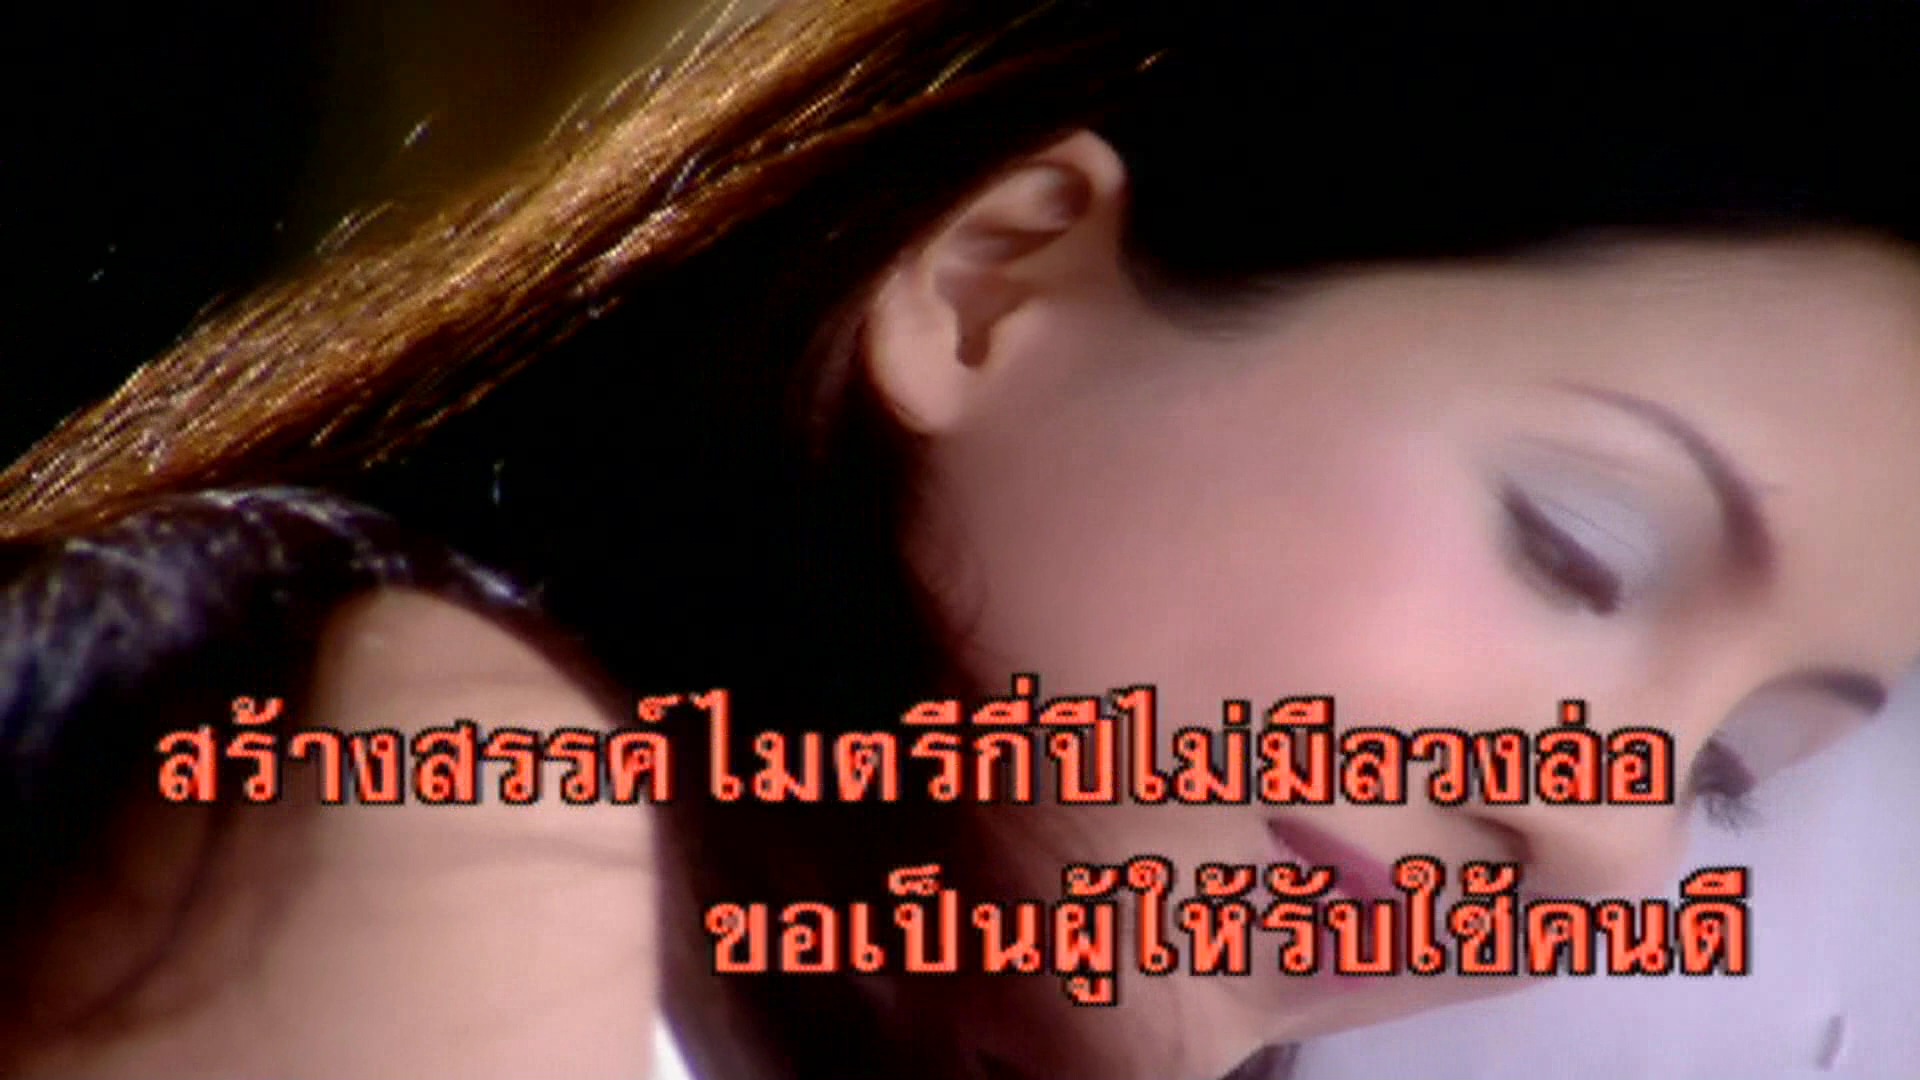 สร้างสรรค์ไมตรีกี่ปีไม่มีลวงล่อ
ขอเป็นผู้ให้รับใช้คนดี